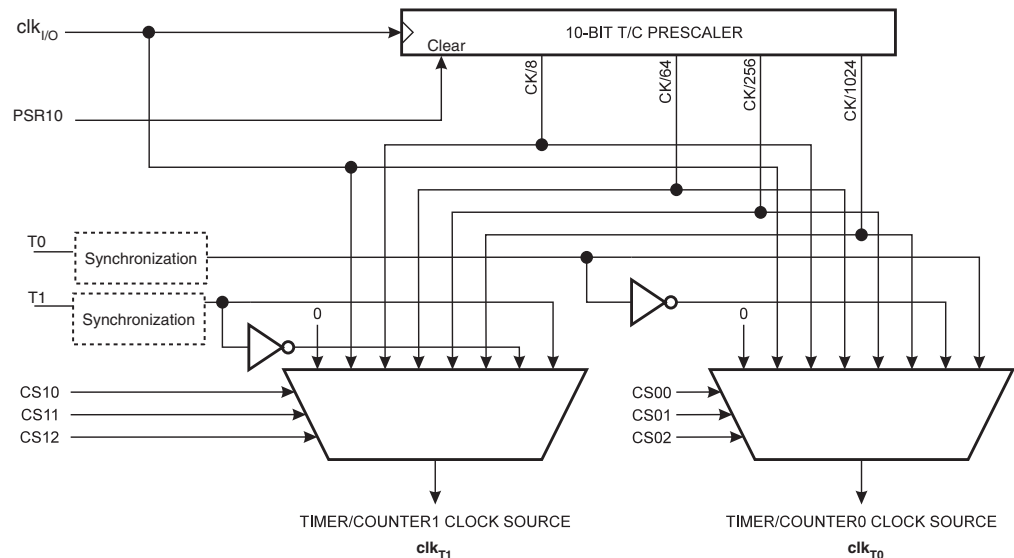 clkI/O
10-BIT T/C PRESCALER
Clear
CK/8
CK/64
CK/256
CK/1024
PSR10
T0
Synchronization
T1
Synchronization
0
0
CS10
CS11
CS12
CS00
CS01
CS02
TIMER/COUNTER1 CLOCK SOURCE
clkT1
TIMER/COUNTER0 CLOCK SOURCE
clkT0